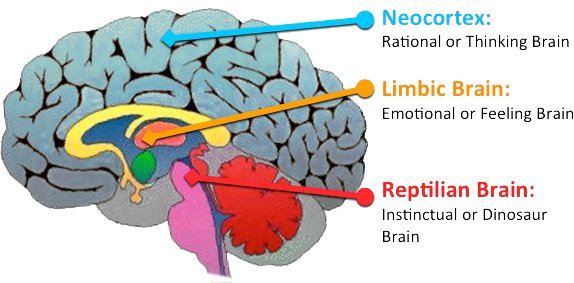 Neocortex:
Rational or Thinking Brain
Limbic Brain:
Emotional or Feeling Brain
Reptilian Brain:
Instinctual or Dinosaur
Brain